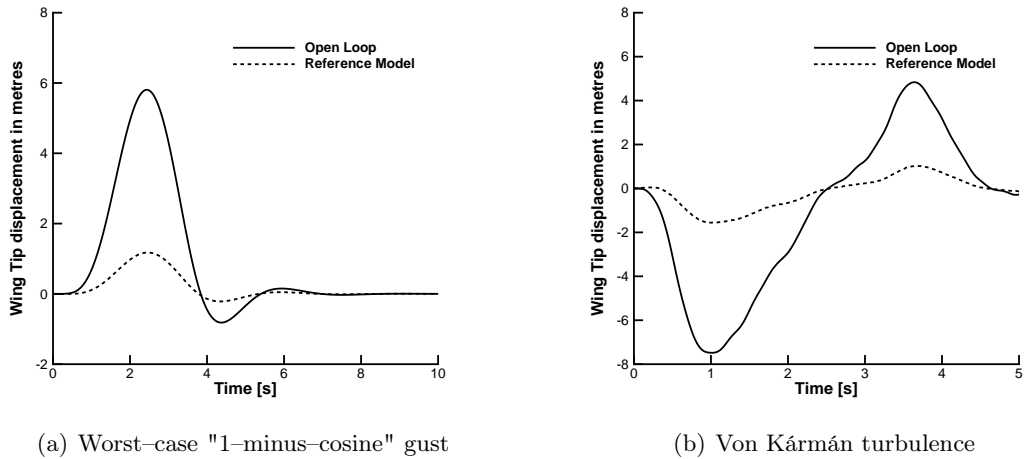 8
6
4
2
0
-2
0 2 4 6 8 10
Wing Tip displacement in metres
Time [s]
Open Loop
Reference Model
(a) Worst–case "1–minus–cosine" gust
8
6
4
2
0
-2
-4
-6
-8
0 1 2 3 4 5
Wing Tip displacement in metres
Time [s]
Open Loop
Reference Model
(b) Von Kármán turbulence